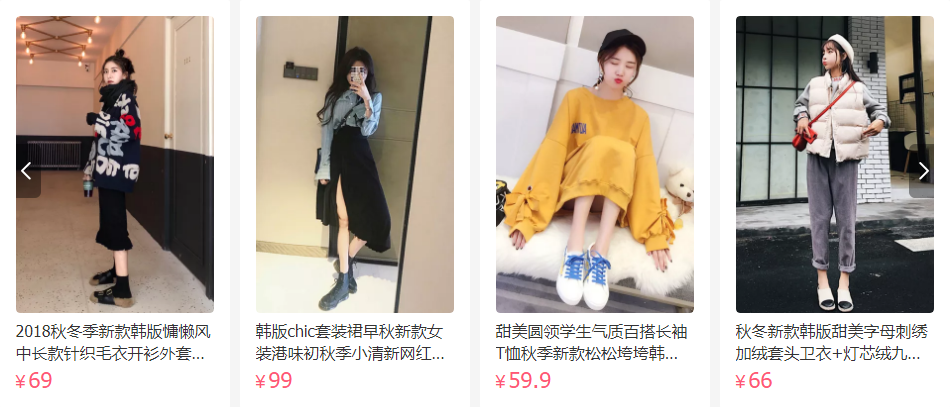 2018秋冬季新款韩版慵懒风
中长款针织毛衣开衫外套...
¥69
韩版chic套装裙早秋新款女
装港味初秋季小清新网红...
¥99
甜美圆领学生气质百搭长袖
T恤秋季新款松松垮垮韩...
¥59.9
秋冬新款韩版甜美字母刺绣
加绒套头卫衣+灯芯绒九...
¥66